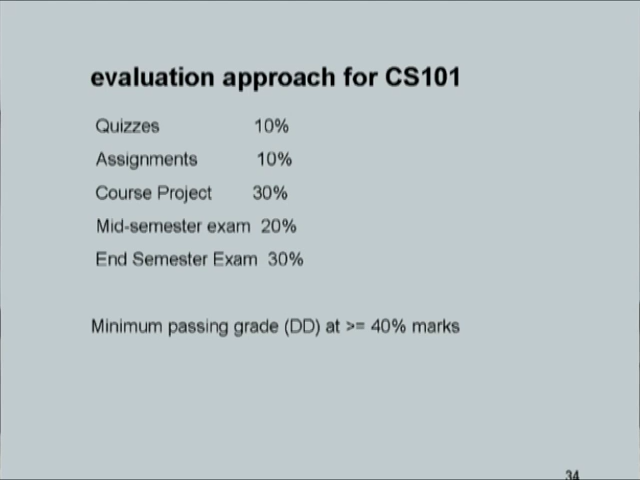 evaluation approach for CS101
Quizzes 10%
Assignments 10%
Course Project 30%
Mid-semester exam 20%
End Semester Exam 30%
Minimum passing grade (DD) at >= 40% marks
34